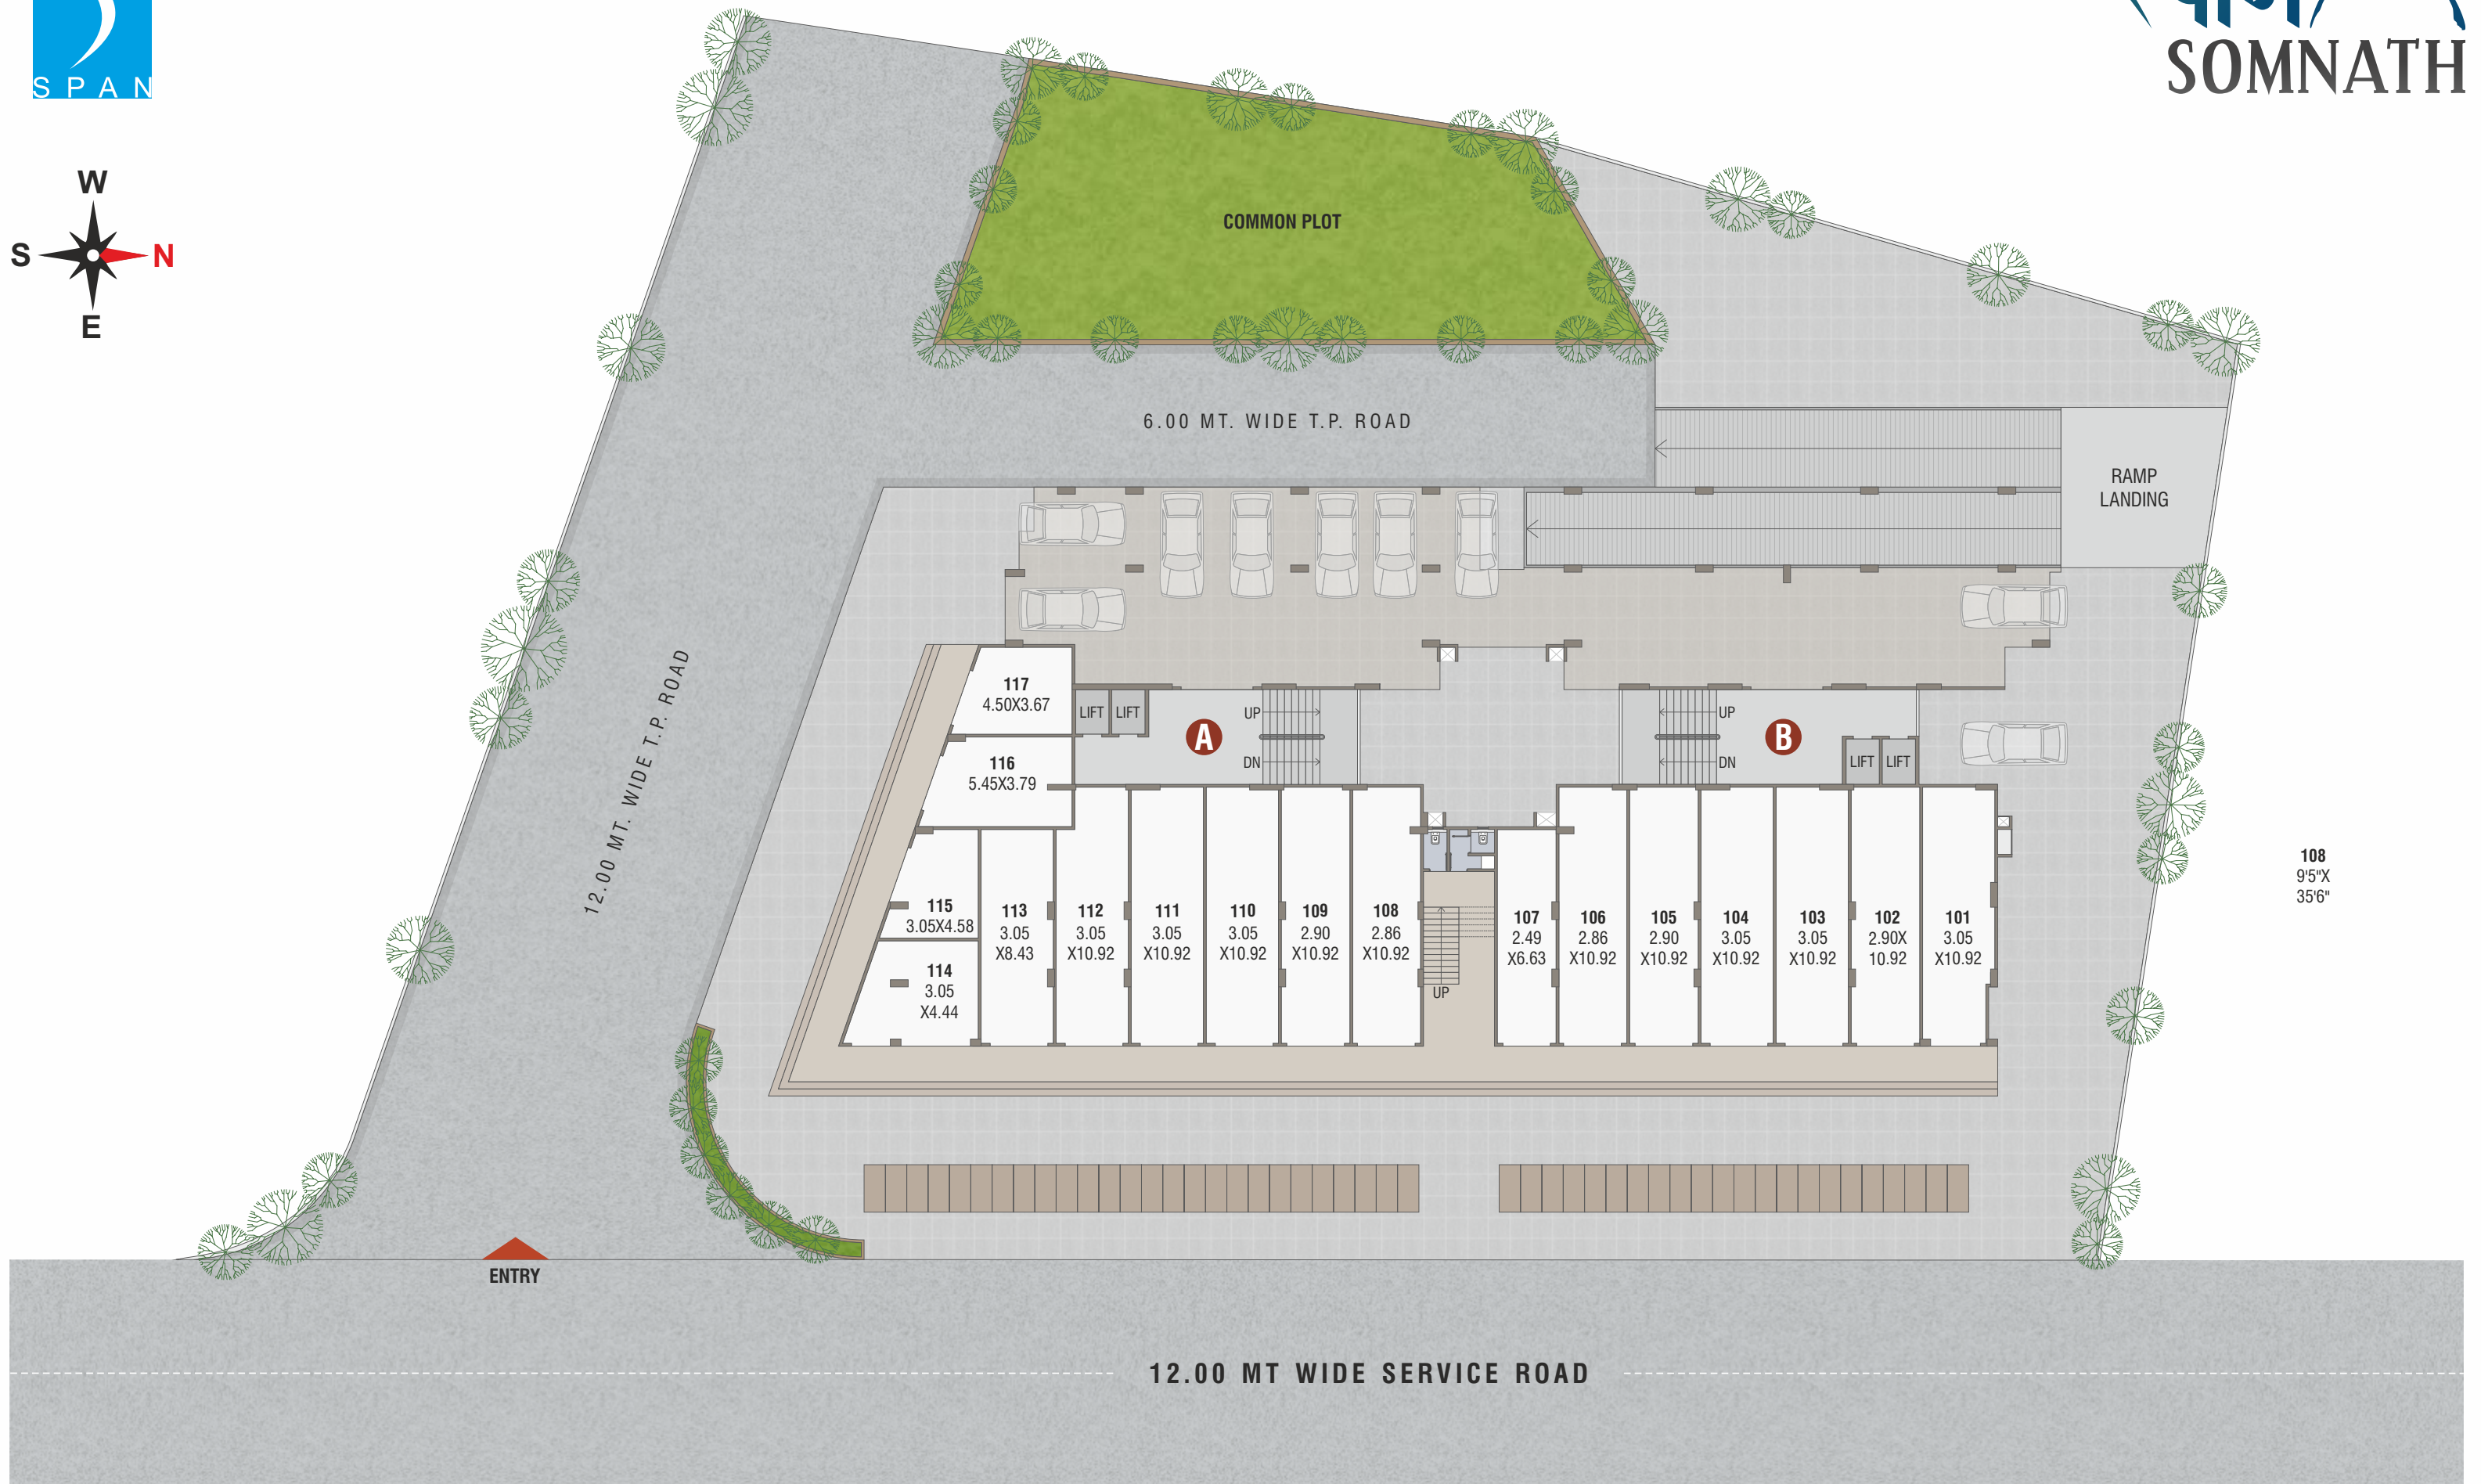 SPAN
SOMNATH
W
S
N
E
COMMON PLOT
6.00 MT. WIDE T.P. ROAD
RAMP
LANDING
12.00 MT. WIDE T.P. ROAD
117
4.50X3.67
LIFT
LIFT
A
UP
DN
UP
DN
B
LIFT
LIFT
116
5.45X3.79
115
3.05X4.58
114
3.05
X4.44
113
3.05
X8.43
112
3.05
X10.92
111
3.05
X10.92
110
3.05
X10.92
109
2.90
X10.92
108
2.86
X10.92
UP
107
2.49
X6.63
106
2.86
X10.92
105
2.90
X10.92
104
3.05
X10.92
103
3.05
X10.92
102
2.90X
10.92
101
3.05
X10.92
108
9'5"X
35'6"
ENTRY
12.00 MT WIDE SERVICE ROAD